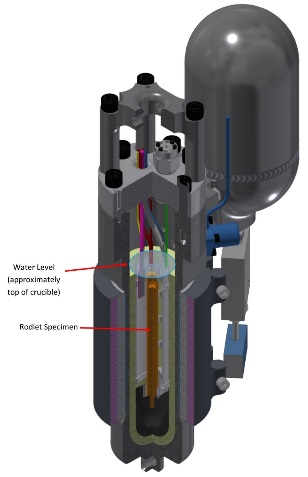 Water Level
(approximately
top of crucible)
Rodlet Specimen